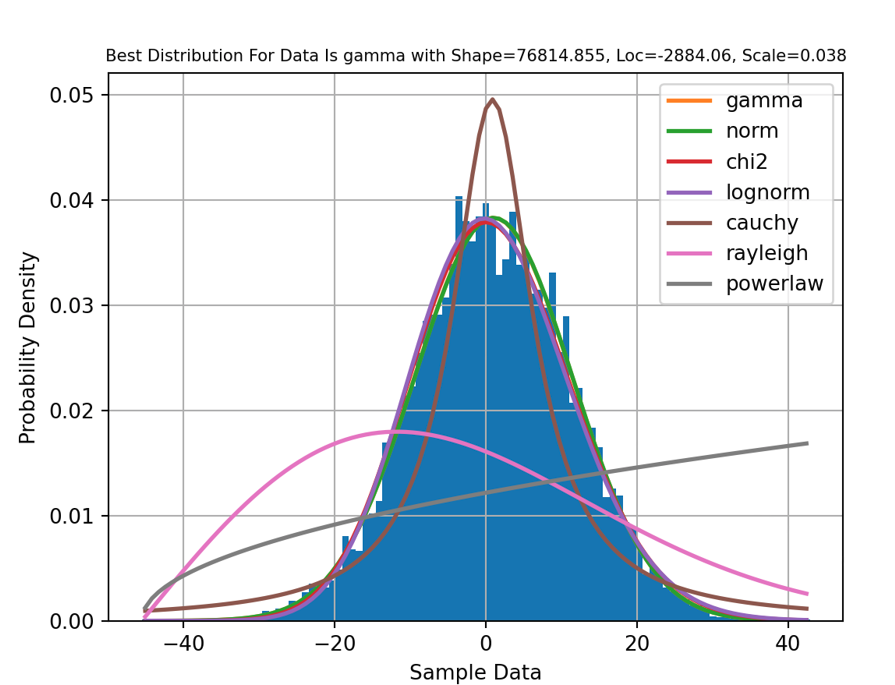 Best Distribution For Data Is gamma with Shape=76814.855, Loc=-2884.06, Scale=0.038
0.05
0.04
0.03
0.02
0.01
0.00
Probability Density
gamma
norm
chi2
lognorm
cauchy
rayleigh
powerlaw
−40
−20
0
20
40
Sample Data